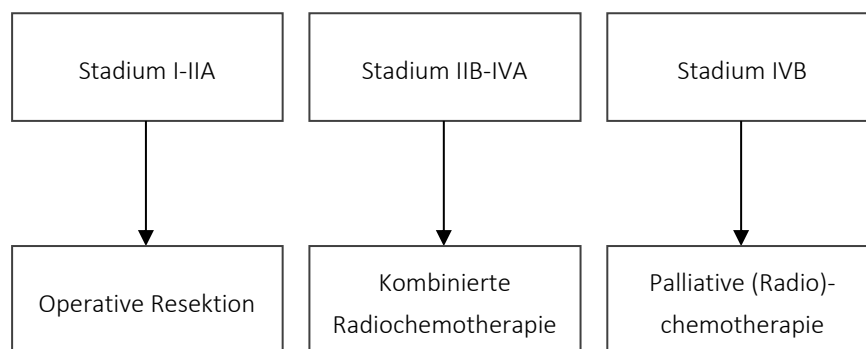 Stadium I-IIA
Stadium IIB-IVA
Stadium IVB
Operative Resektion
Kombinierte
Radiochemotherapie
Palliative (Radio)-
chemotherapie